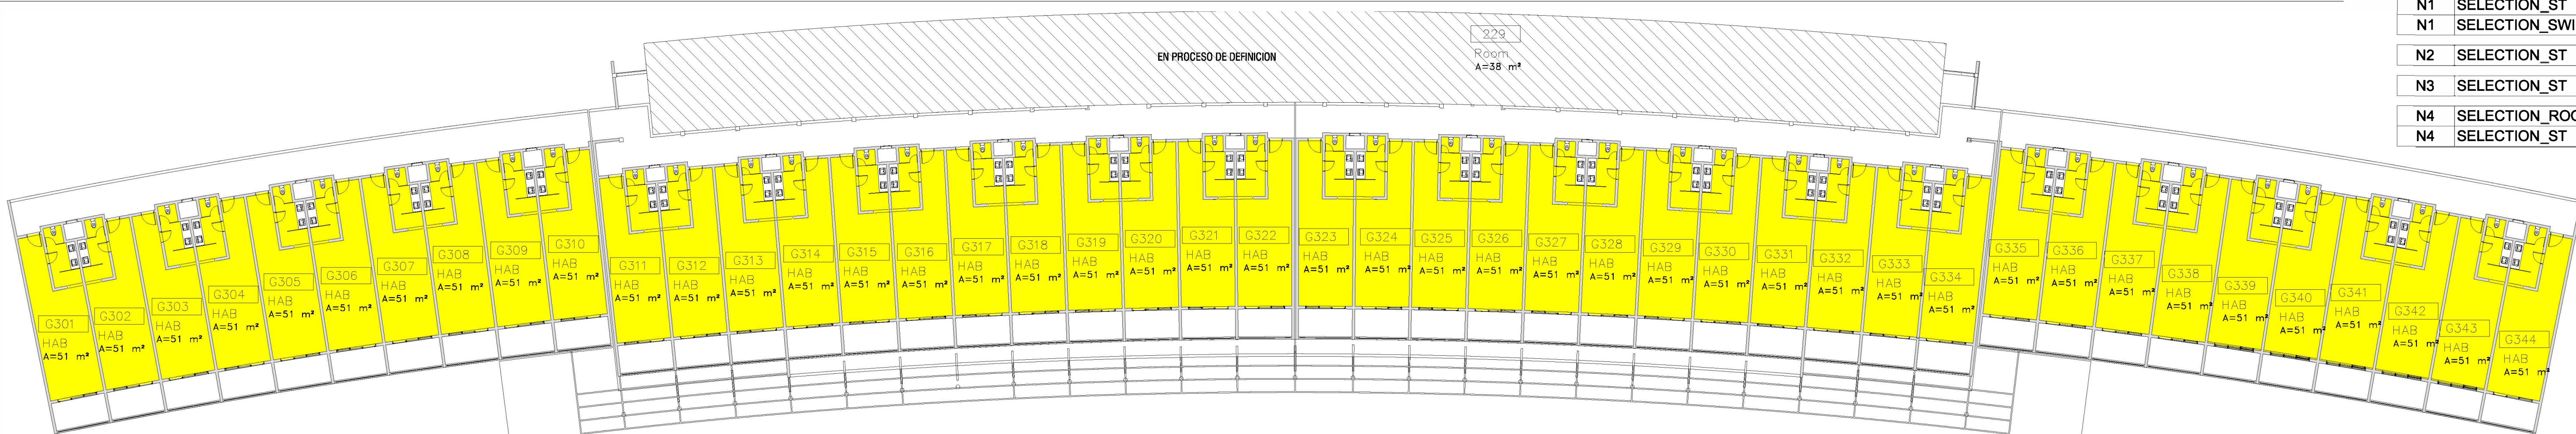 N1 SELECTION_ST
N1 SELECTION_SWI
N2 SELECTION_ST
N3 SELECTION_ST
N4 SELECTION_ROO
N4 SELECTION_ST
EN PROCESO DE DEFINICION
229
Room
A=38 m²
G301
HAB
A=51 m²
G302
HAB
A=51 m²
G303
HAB
A=51 m²
G304
HAB
A=51 m²
G305
HAB
A=51 m²
G306
HAB
A=51 m²
G307
HAB
A=51 m²
G308
HAB
A=51 m²
G309
HAB
A=51 m²
G310
HAB
A=51 m²
G311
HAB
A=51 m²
G312
HAB
A=51 m²
G313
HAB
A=51 m²
G314
HAB
A=51 m²
G315
HAB
A=51 m²
G316
HAB
A=51 m²
G317
HAB
A=51 m²
G318
HAB
A=51 m²
G319
HAB
A=51 m²
G320
HAB
A=51 m²
G321
HAB
A=51 m²
G322
HAB
A=51 m²
G323
HAB
A=51 m²
G324
HAB
A=51 m²
G325
HAB
A=51 m²
G326
HAB
A=51 m²
G327
HAB
A=51 m²
G328
HAB
A=51 m²
G329
HAB
A=51 m²
G330
HAB
A=51 m²
G331
HAB
A=51 m²
G332
HAB
A=51 m²
G333
HAB
A=51 m²
G334
HAB
A=51 m²
G335
HAB
A=51 m²
G336
HAB
A=51 m²
G337
HAB
A=51 m²
G338
HAB
A=51 m²
G339
HAB
A=51 m²
G340
HAB
A=51 m²
G341
HAB
A=51 m²
G342
HAB
A=51 m²
G343
HAB
A=51 m²
G344
HAB
A=51 m²